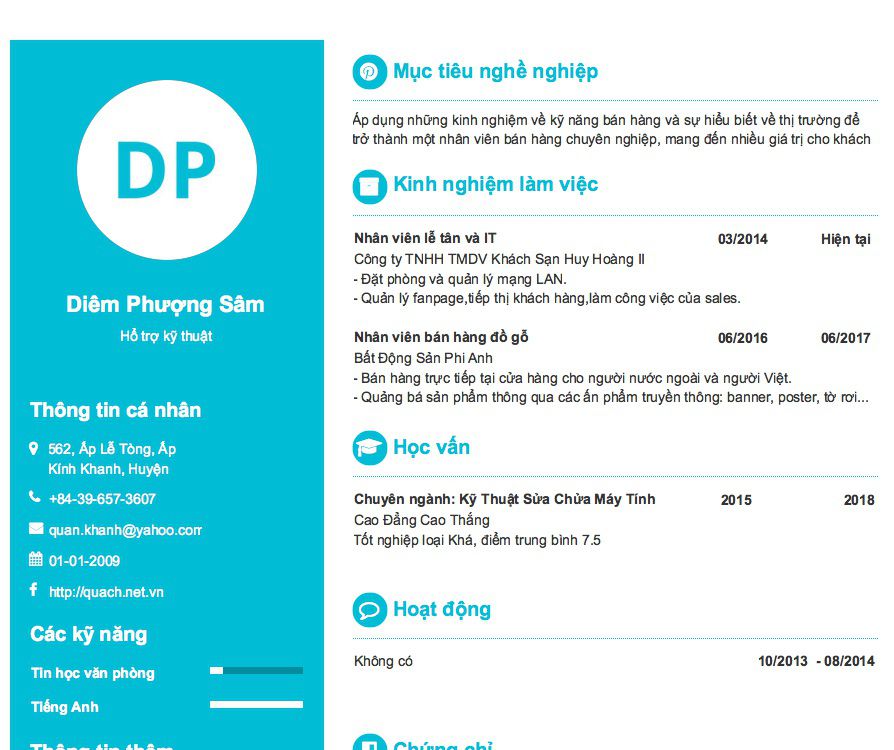 DP
Diêm Phượng Sâm
Hổ trợ kỹ thuật
Thông tin cá nhân
562, Ấp Lễ Tòng, Ấp
Kính Khanh, Huyện
+84-39-657-3607
quan.khanh@yahoo.com
01-01-2009
http://quach.net.vn
Các kỹ năng
Tin học văn phòng
Tiếng Anh
Thông tin thêm
Mục tiêu nghề nghiệp
Áp dụng những kinh nghiệm về kỹ năng bán hàng và sự hiểu biết về thị trường để
trở thành một nhân viên bán hàng chuyên nghiệp, mang đến nhiều giá trị cho khách
Kinh nghiệm làm việc
Nhân viên lễ tân và IT 03/2014 Hiện tại
Công ty TNHH TMDV Khách Sạn Huy Hoàng II
- Đặt phòng và quản lý mạng LAN.
- Quản lý fanpage,tiếp thị khách hàng,làm công việc của sales.
Nhân viên bán hàng đồ gỗ 06/2016 06/2017
Bất Động Sản Phi Anh
- Bán hàng trực tiếp tại cửa hàng cho người nước ngoài và người Việt.
- Quảng bá sản phẩm thông qua các ấn phẩm truyền thông: banner, poster, tờ rơi...
Học vấn
Chuyên ngành: Kỹ Thuật Sửa Chửa Máy Tính 2015 2018
Cao Đẳng Cao Thắng
Tốt nghiệp loại Khá, điểm trung bình 7.5
Hoạt động
Không có 10/2013 - 08/2014
Chứng chỉ